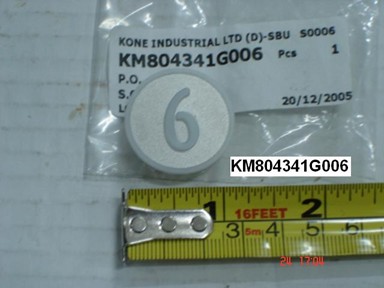 KONE INDUSTRIAL LTD (D)-SBU S0006
KM804341G006 Pcs 1
P.O.
20/12/2005
6
KM804341G006
1 16FEET 2
3 5m 4 5